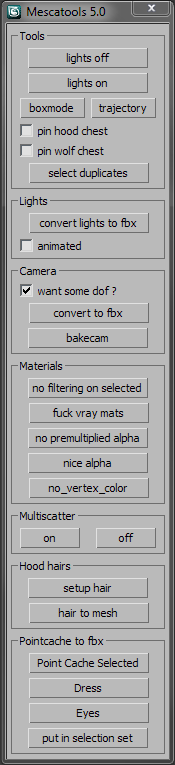 Mescatools 5.0
Tools
lights off
lights on
boxmode trajectory
pin hood chest
pin wolf chest
select duplicates
Lights
convert lights to fbx
animated
Camera
want some dof ?
convert to fbx
bakecam
Materials
no filtering on selected
fuck vray mats
no premultiplied alpha
nice alpha
no_vertex_color
Multiscatter
on off
Hood hairs
setup hair
hair to mesh
Pointcache to fbx
Point Cache Selected
Dress
Eyes
put in selection set